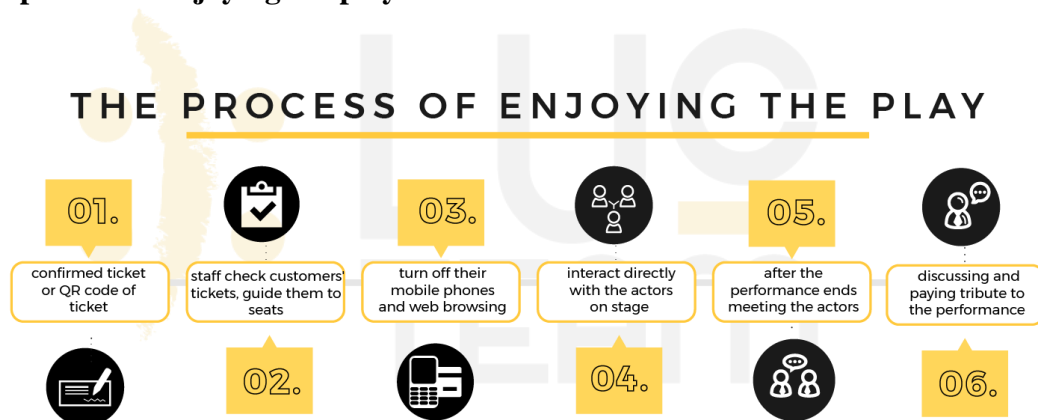 THE PROCESS OF ENJOYING THE PLAY
01.
confirmed ticket
or QR code of
ticket
02.
staff check customers'
tickets, guide them to
seats
03.
turn off their
mobile phones
and web browsing
04.
interact directly
with the actors
on stage
05.
after the
performance ends
meeting the actors
06.
discussing and
paying tribute to
the performance
LUC
TEAM